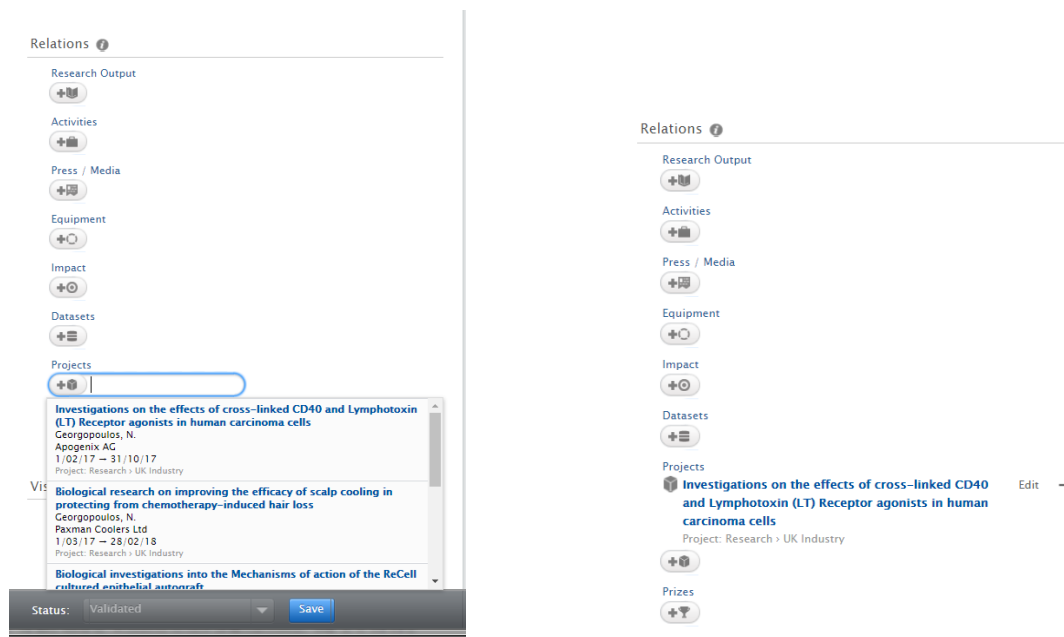 Relations
Research Output
Activities
Press / Media
Equipment
Impact
Datasets
Projects
Investigations on the effects of cross-linked CD40 and Lymphotoxin
(LT) Receptor agonists in human carcinoma cells
Georgopoulos, N.
Apogenix AG
1/02/17 → 31/10/17
Project: Research › UK Industry
Vis
Biological research on improving the efficacy of scalp cooling in
protecting from chemotherapy-induced hair loss
Georgopoulos, N.
Paxman Coolers Ltd
1/03/17 → 28/02/18
Project: Research › UK Industry
Biological investigations into the Mechanisms of action of the ReCell
cultured epithelial autograft
Status: Validated Save
Relations
Research Output
Activities
Press / Media
Equipment
Impact
Datasets
Projects
Investigations on the effects of cross-linked CD40 Edit
and Lymphotoxin (LT) Receptor agonists in human
carcinoma cells
Project: Research › UK Industry
Prizes